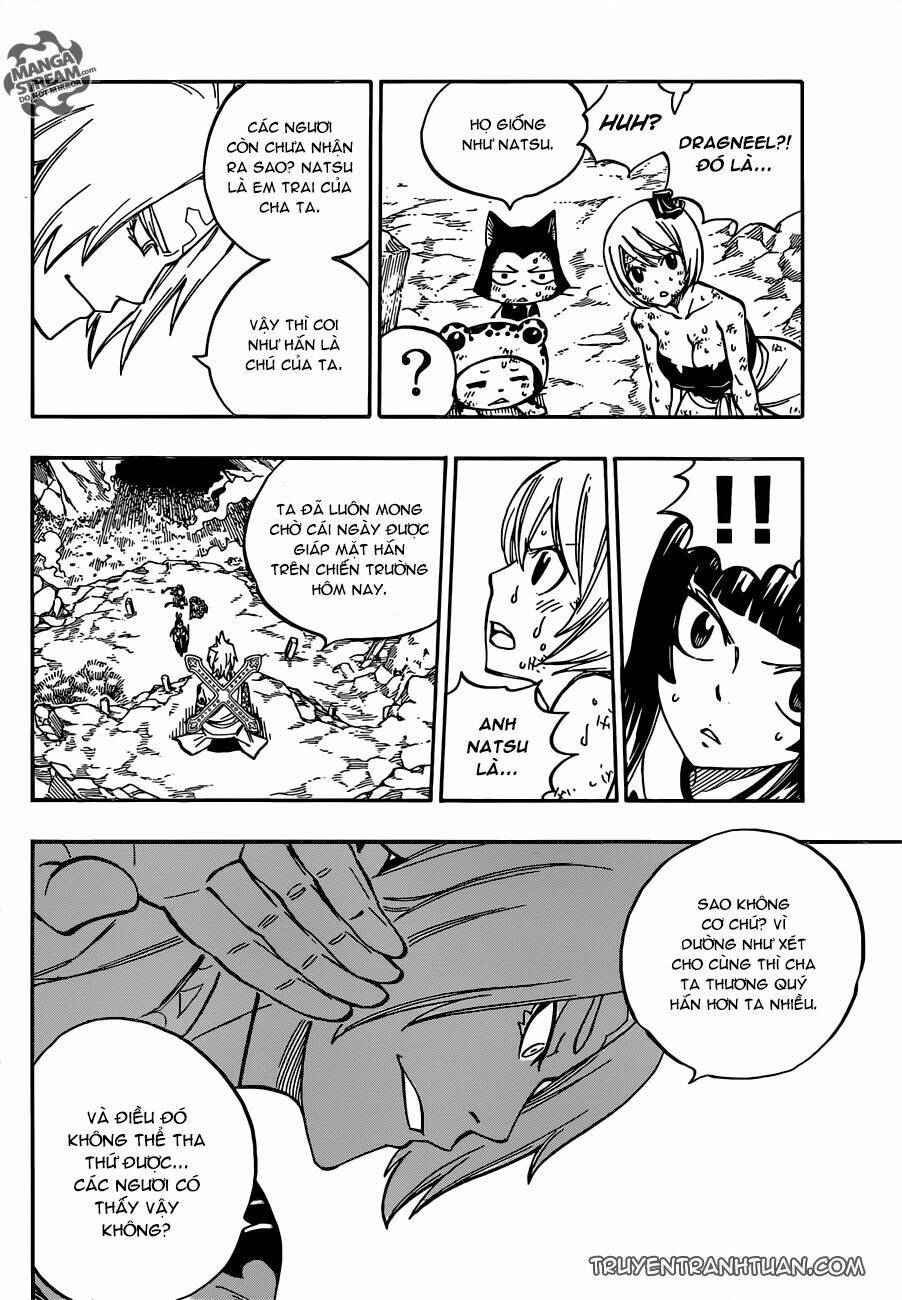 MANGA
STREAM.com
DO NOT MIRROR
HUH?
DRAGNEEL?!
ĐÓ LÀ...
HỌ GIỐNG
NHƯ NATSU.
?
CÁC NGƯƠI
CÒN CHƯA NHẬN
RA SAO? NATSU
LÀ EM TRAI CỦA
CHA TA.
VẬY THÌ COI
NHƯ HẮN LÀ
CHÚ CỦA TA.
!!
ANH
NATSU
LÀ...
TA ĐÃ LUÔN MONG
CHỜ CÁI NGÀY ĐƯỢC
GIÁP MẶT HẮN
TRÊN CHIẾN TRƯỜNG
HÔM NAY.
SAO KHÔNG
CƠ CHỨ? VÌ
DƯỜNG NHƯ XÉT
CHO CÙNG THÌ CHA
TA THƯƠNG QUÝ
HẮN HƠN TA NHIỀU.
VÀ ĐIỀU ĐÓ
KHÔNG THỂ THA
THỨ ĐƯỢC...
CÁC NGƯƠI CÓ
THẤY VẬY
KHÔNG?
TRUYENTRANHTUAN.COM